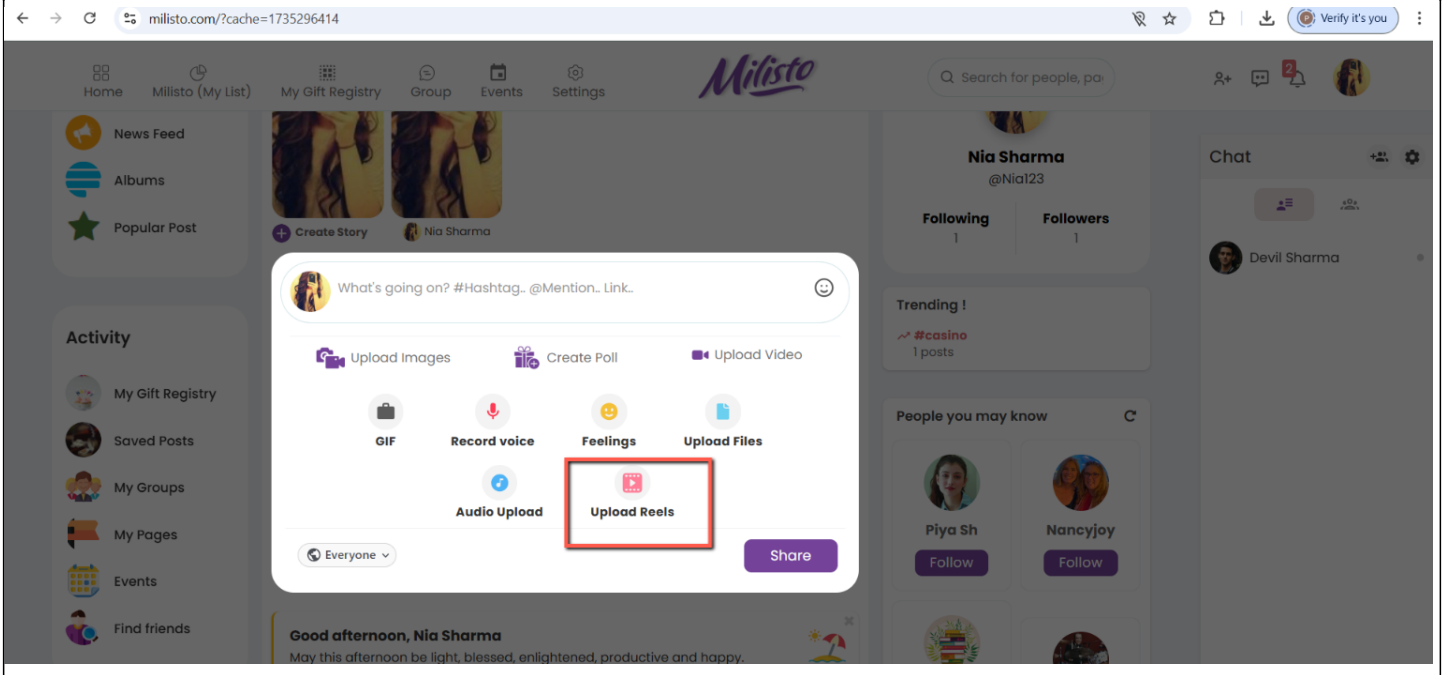 milisto.com/?cache=1735296414
Verify it's you
Home
Milisto (My List)
My Gift Registry
Group
Events
Settings
Milisto
Search for people, pa
2
News Feed
Albums
Popular Post
Create Story
Nia Sharma
Activity
My Gift Registry
Saved Posts
My Groups
My Pages
Events
Find friends
What's going on? #Hashtag.. @Mention.. Link..
Upload Images
Create Poll
Upload Video
GIF
Record voice
Feelings
Upload Files
Audio Upload
Upload Reels
Everyone
Share
Good afternoon, Nia Sharma
May this afternoon be light, blessed, enlightened, productive and happy.
Nia Sharma
@Nia123
Following
1
Followers
1
Trending !
#casino
1 posts
People you may know
Piya Sh
Follow
Nancyjoy
Follow
Chat
Devil Sharma